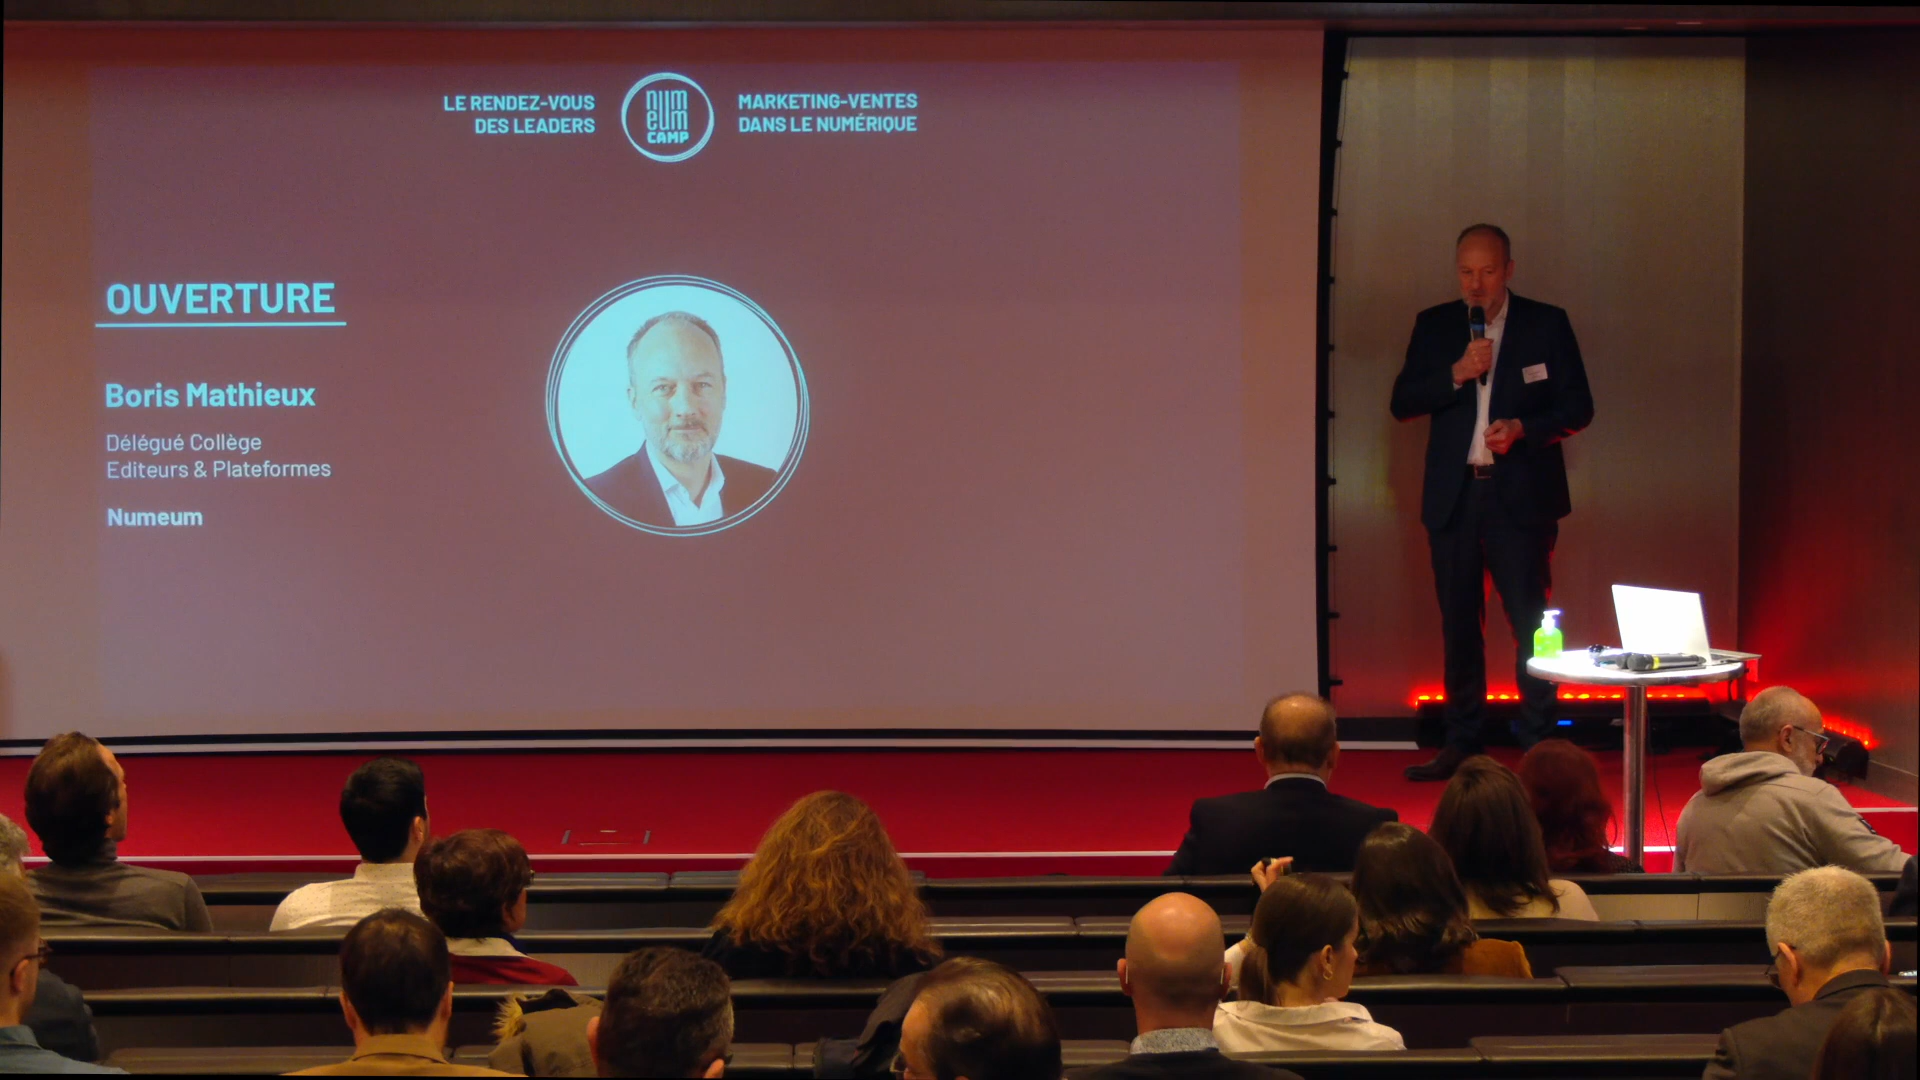 LE RENDEZ-VOUS
DES LEADERS
num
eum
CAMP
MARKETING-VENTES
DANS LE NUMÉRIQUE
OUVERTURE
Boris Mathieux
Délégué Collège
Editeurs & Plateformes
Numeum